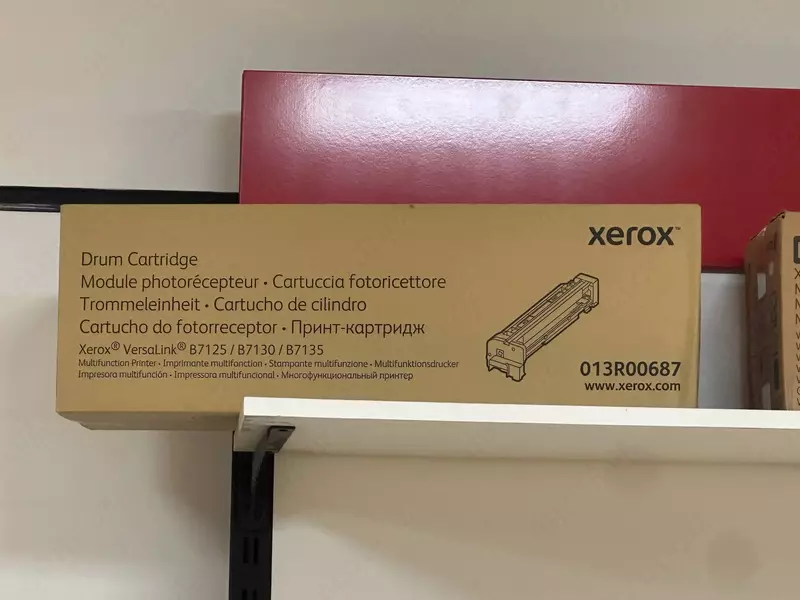 xerox™
Drum Cartridge
Module photorécepteur • Cartuccia fotoricettore
Trommeleinheit • Cartucho de cilindro
Cartucho do fotorreceptor • Принт-картридж
Xerox® VersaLink® B7125 / B7130 / B7135
Multifunction Printer • Imprimante multifonction • Stampante multifunzione • Multifunktionsdrucker
Impresora multifunción • Impressora multifuncional • Многофункциональный принтер
013R00687
www.xerox.com